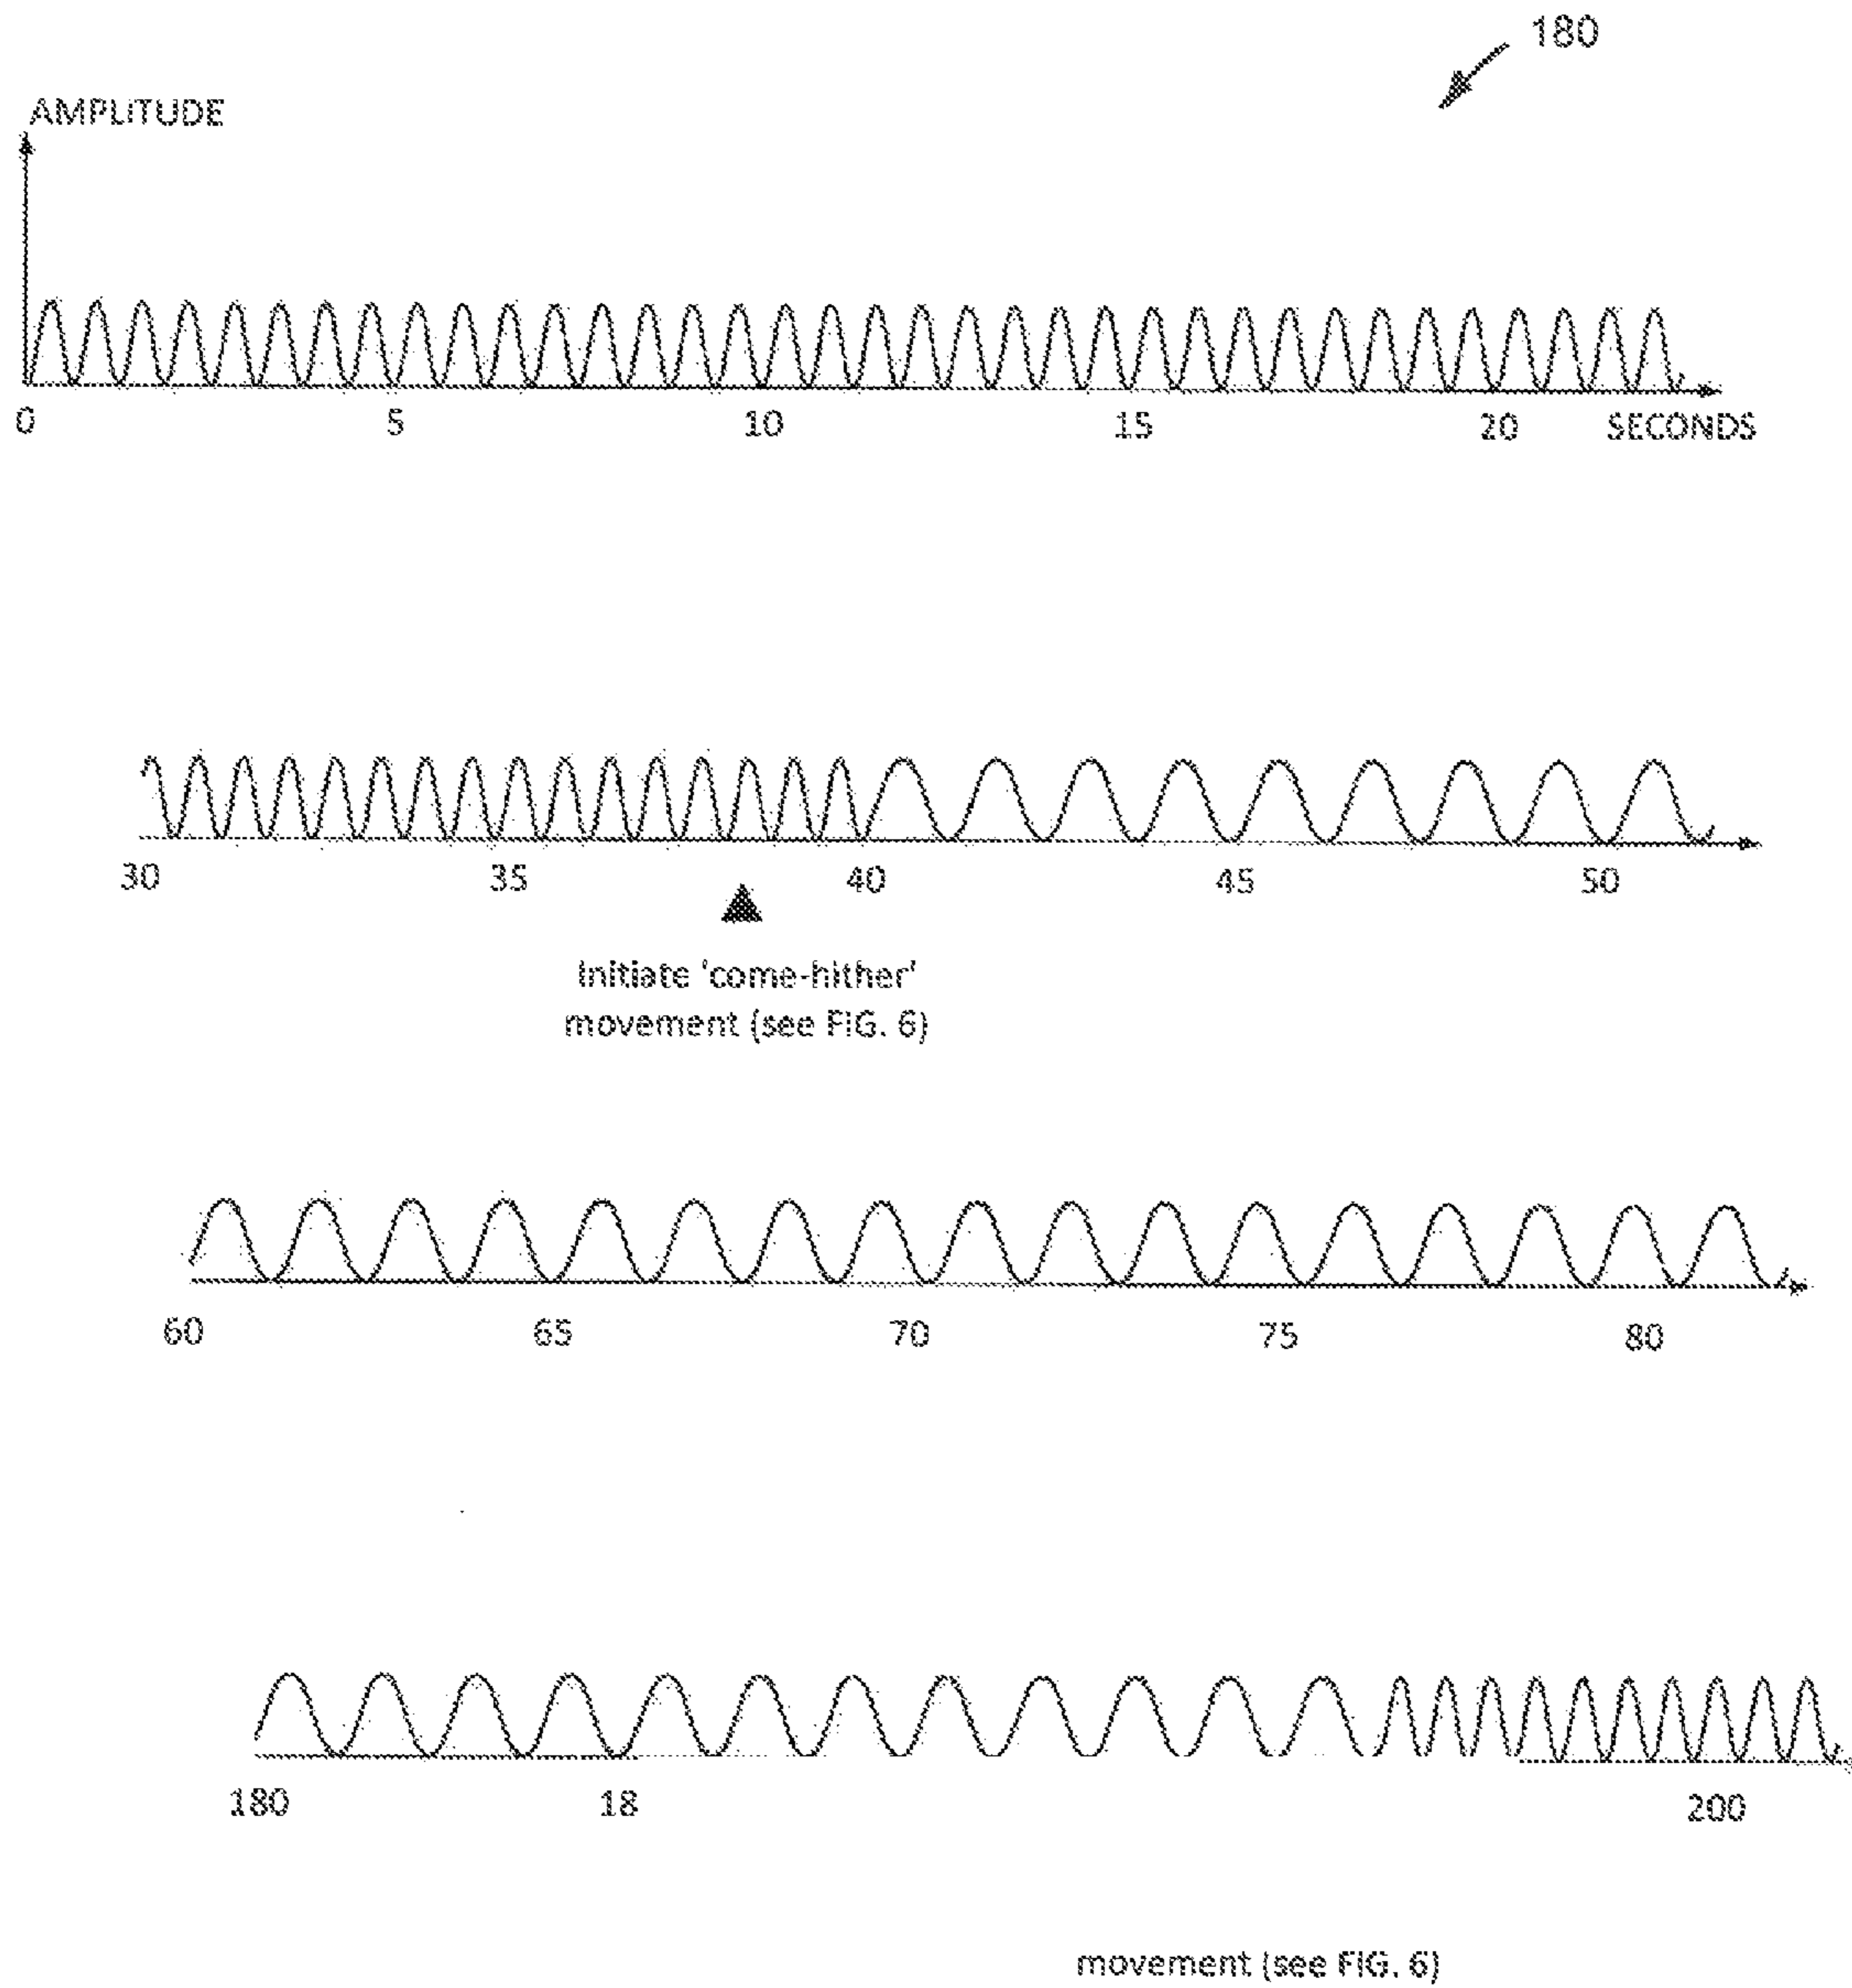 180
AMPLITUDE
0 5 10 15 20 SECONDS
30 35 40 45 50
Initiate 'come-hither'
movement (see FIG. 6)
60 65 70 75 80
180 18 200
movement (see FIG. 6)